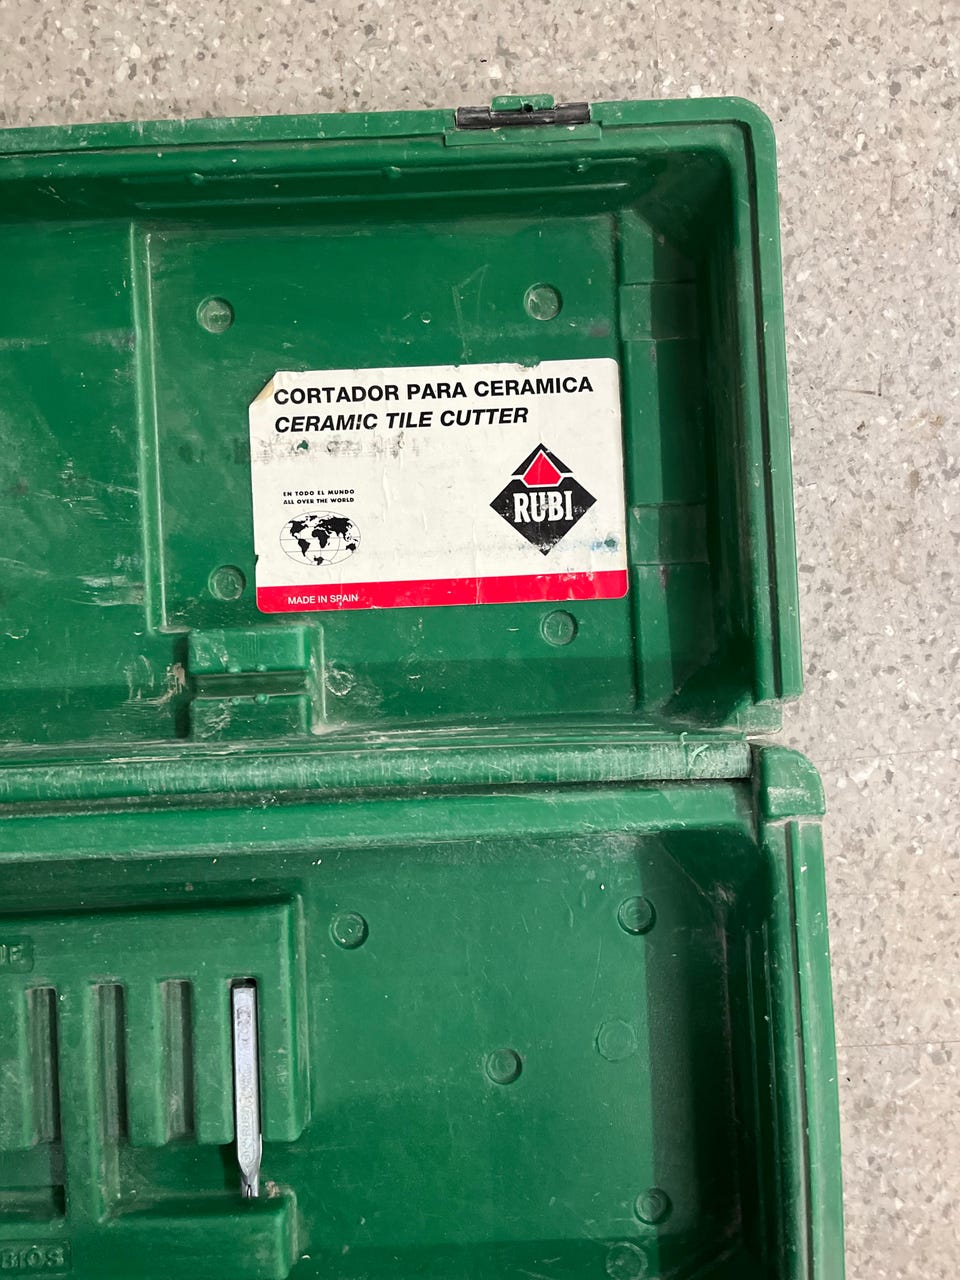 CORTADOR PARA CERAMICA
CERAMIC TILE CUTTER
EN TODO EL MUNDO
ALL OVER THE WORLD
RUBI
MADE IN SPAIN